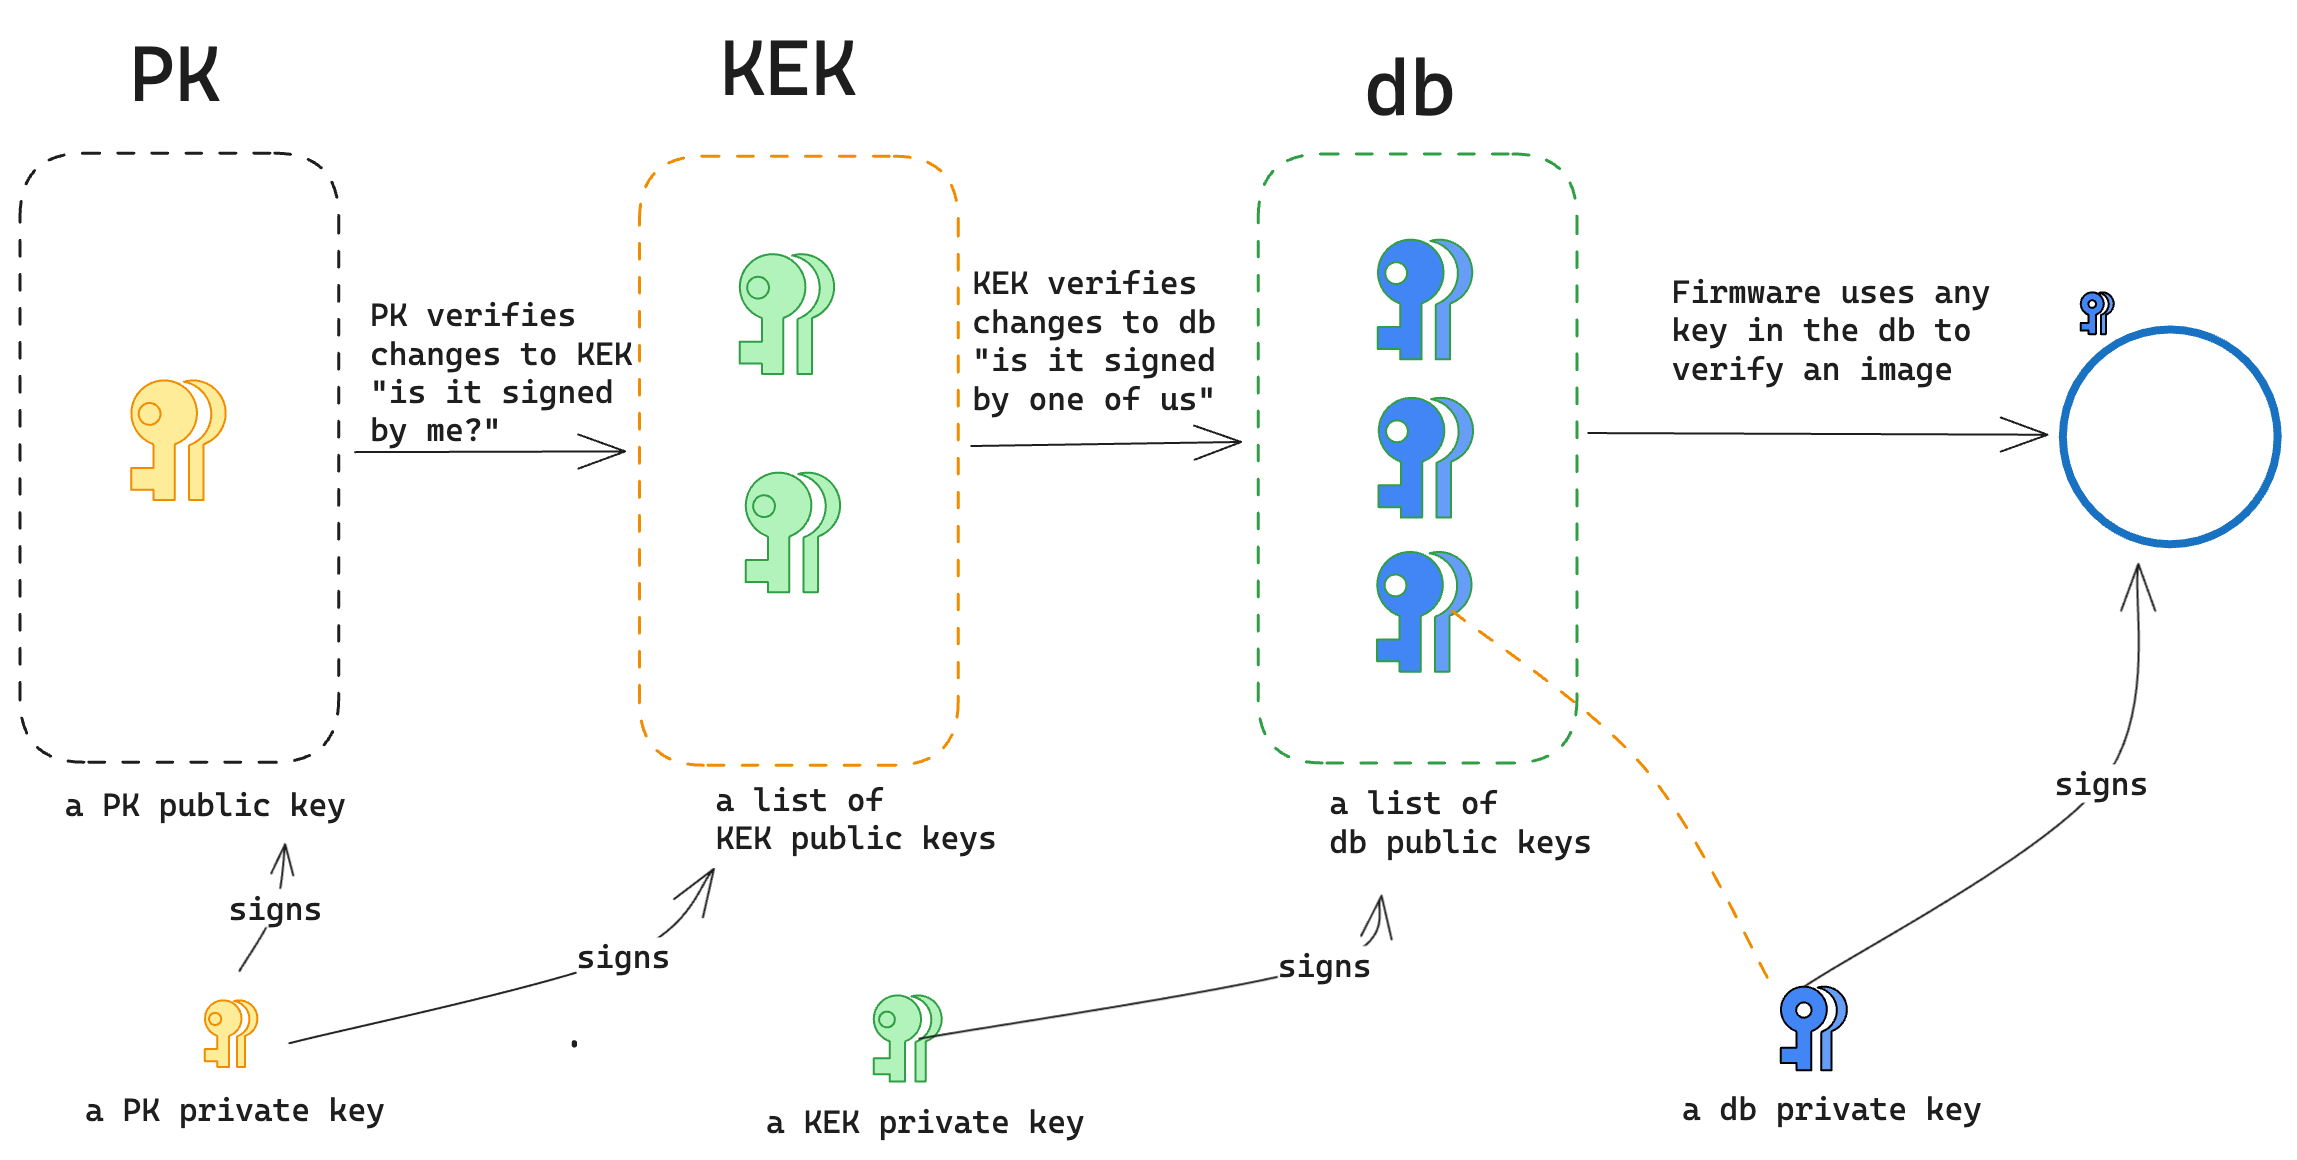 PK
KEK
db
PK verifies
changes to KEK
"is it signed
by me?"
KEK verifies
changes to db
"is it signed
by one of us"
Firmware uses any
key in the db to
verify an image
a PK public key
a list of
KEK public keys
a list of
db public keys
signs
signs
signs
signs
a PK private key
a KEK private key
a db private key